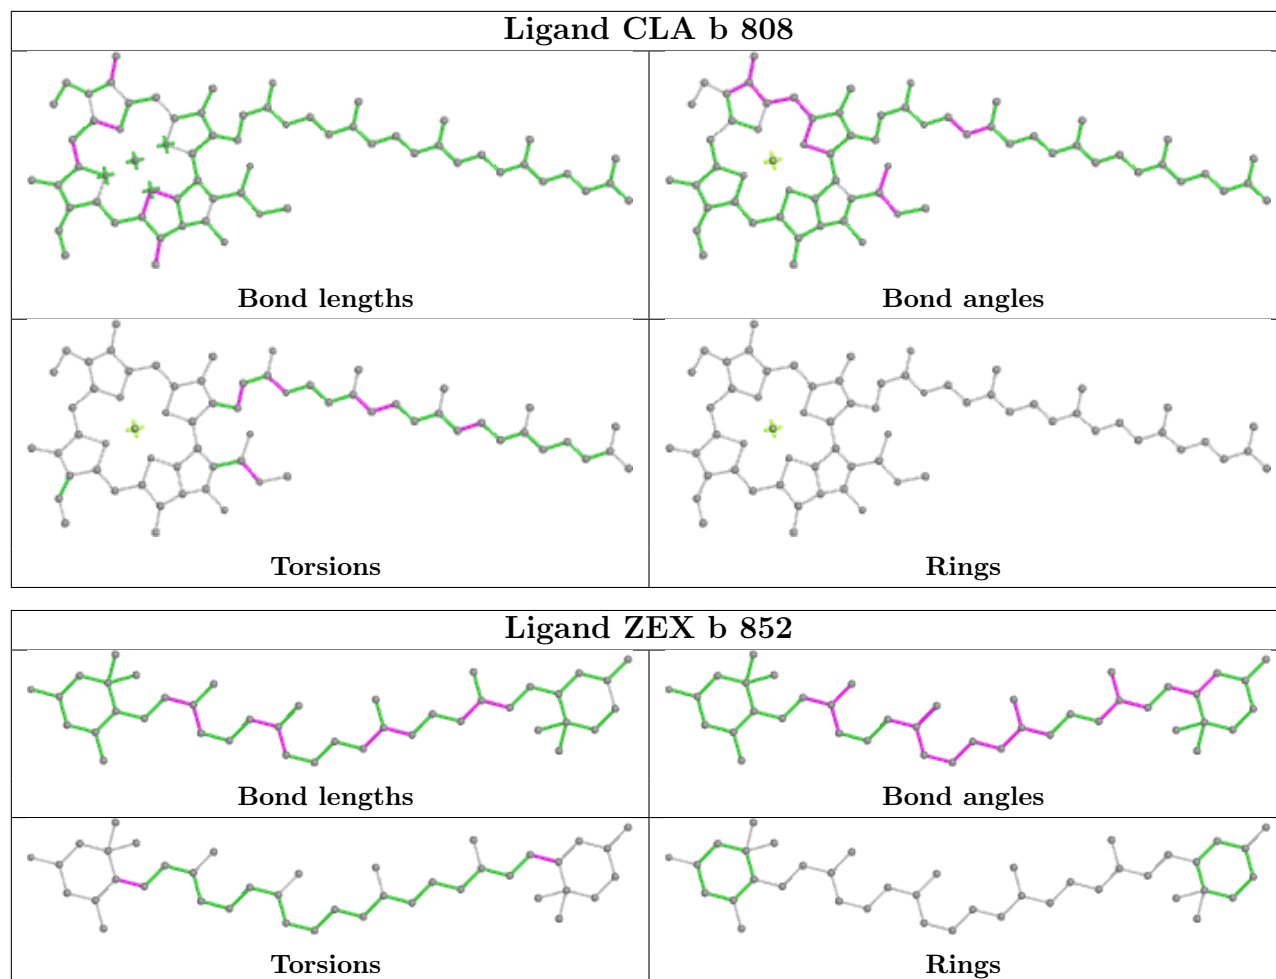 Ligand CLA b 808
Bond lengths
Bond angles
Torsions
Rings
Ligand ZEX b 852
Bond lengths
Bond angles
Torsions
Rings